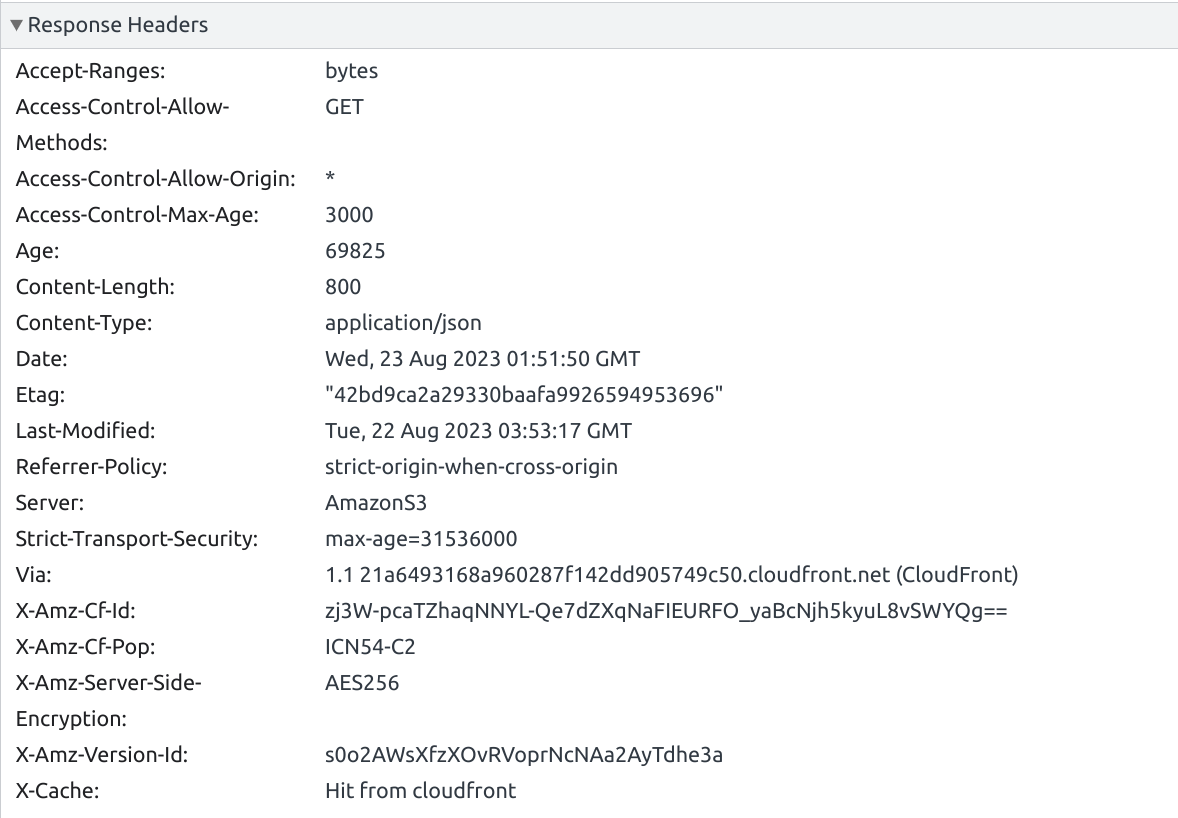 Response Headers
Accept-Ranges: bytes
Access-Control-Allow- GET
Methods:
Access-Control-Allow-Origin: *
Access-Control-Max-Age: 3000
Age: 69825
Content-Length: 800
Content-Type: application/json
Date: Wed, 23 Aug 2023 01:51:50 GMT
Etag: "42bd9ca2a29330baafa9926594953696"
Last-Modified: Tue, 22 Aug 2023 03:53:17 GMT
Referrer-Policy: strict-origin-when-cross-origin
Server: AmazonS3
Strict-Transport-Security: max-age=31536000
Via: 1.1 21a6493168a960287f142dd905749c50.cloudfront.net (CloudFront)
X-Amz-Cf-Id: zj3W-pcaTZhaqNNYL-Qe7dZXqNaFIEURFO_yaBcNjh5kyuL8vSWYQg==
X-Amz-Cf-Pop: ICN54-C2
X-Amz-Server-Side- AES256
Encryption:
X-Amz-Version-Id: s0o2AWsXfzXOvRVoprNcNAa2AyTdhe3a
X-Cache: Hit from cloudfront